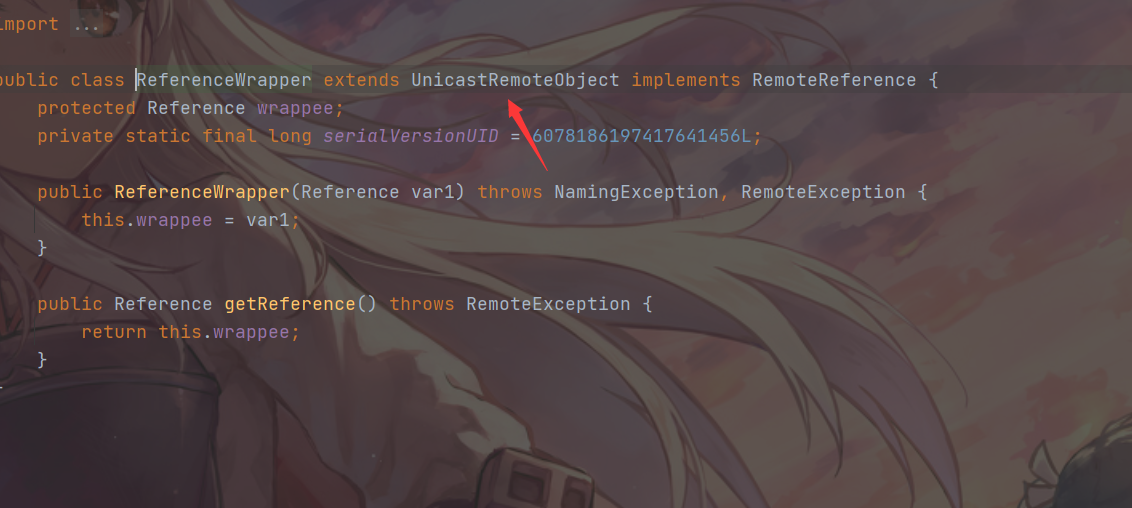 import ...
public class ReferenceWrapper extends UnicastRemoteObject implements RemoteReference {
protected Reference wrappee;
private static final long serialVersionUID = 6078186197417641456L;
public ReferenceWrapper(Reference var1) throws NamingException, RemoteException {
this.wrappee = var1;
}
public Reference getReference() throws RemoteException {
return this.wrappee;
}
}